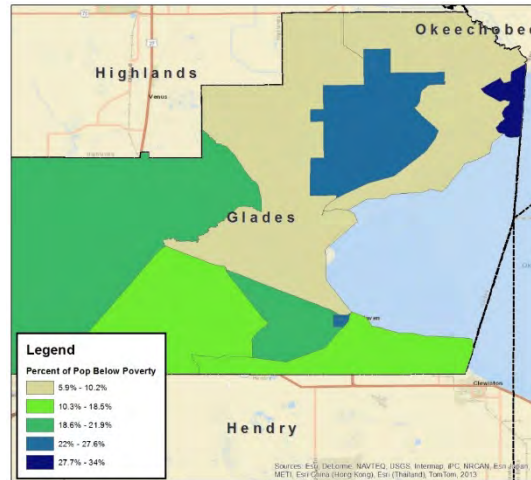 Okeechobee
Highlands
Venus
Glades
Legend
Percent of Pop Below Poverty
5.9% - 10.2%
10.3% - 18.5%
18.6% - 21.9%
22% - 27.6%
27.7% - 34%
Clewiston
Hendry
Sources: Esri, DeLorme, NAVTEQ, USGS, Intermap, iPC, NRCAN, Esri Japan
METI, Esri China (Hong Kong), Esri (Thailand), TomTom, 2013